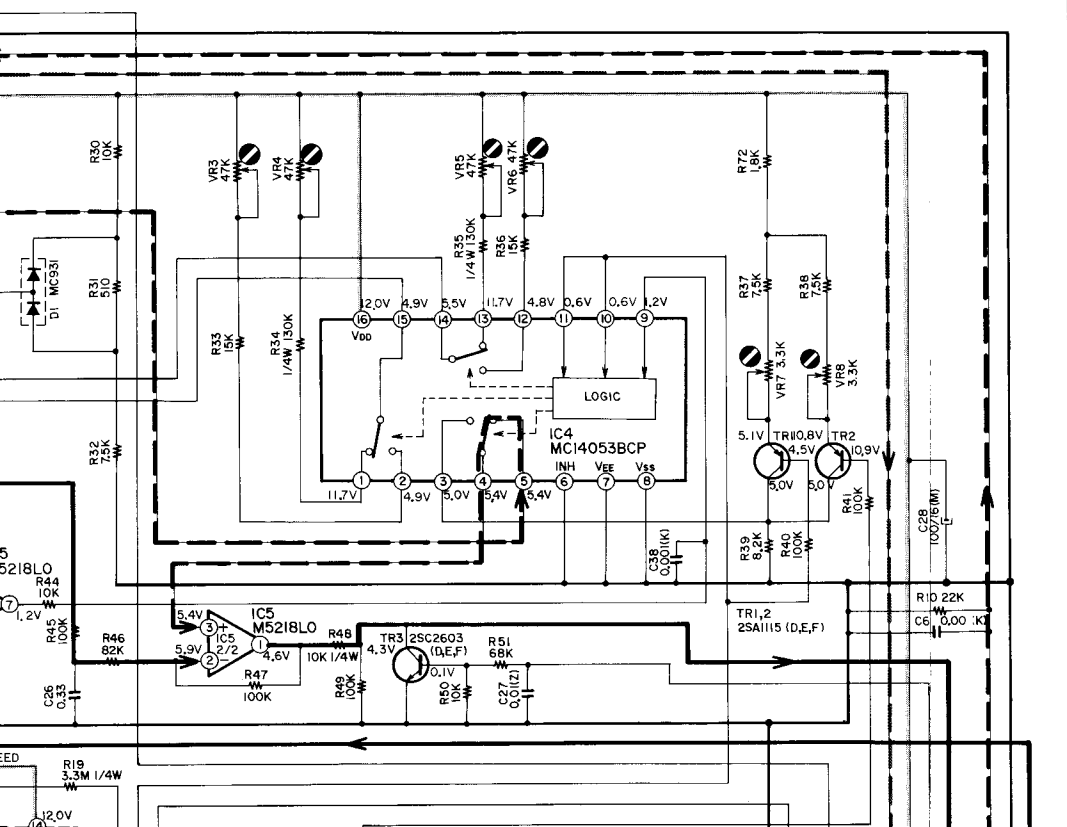 R30
10K
VR3
47K
VR4
47K
VR5
47K
VR6 47K
R72
1.8K
MC931
D1
R31
510
R35
1/4W 130K
R36
15K
R37
7.5K
R38
7.5K
12.0V
4.9V
5.5V
11.7V
4.8V
0.6V
0.6V
1.2V
16
15
14
13
12
11
10
9
VDD
R33
15K
R34
1/4W 130K
VR7 3.3K
VR8
3.3K
LOGIC
R32
7.5K
IC4
MC14053BCP
INH
VEE
VSS
5.1V
TR1
10.8V
TR2
4.5V
10.9V
1
2
3
4
5
6
7
8
11.7V
4.9V
5.0V
5.4V
5.4V
5.0V
5.0V
R41
100K
C28
100/16(M)
R39
8.2K
R40
100K
C38
0.001(K)
5
5218LO
R44
10K
7
1.2V
R45
100K
R46
82K
5.4V
3
+
IC5
M5218LO
IC5
2/2
5.9V
2
-
1
4.6V
R47
100K
R48
10K 1/4W
R49
100K
TR3
2SC2603
(D,E,F)
4.3V
0.1V
R51
68K
R50
10K
C27
0.01(Z)
TR1,2
2SA1115 (D,E,F)
R10 22K
C6
0.00
(K)
C26
0.33
EED
R19
3.3M 1/4W
12.0V
14